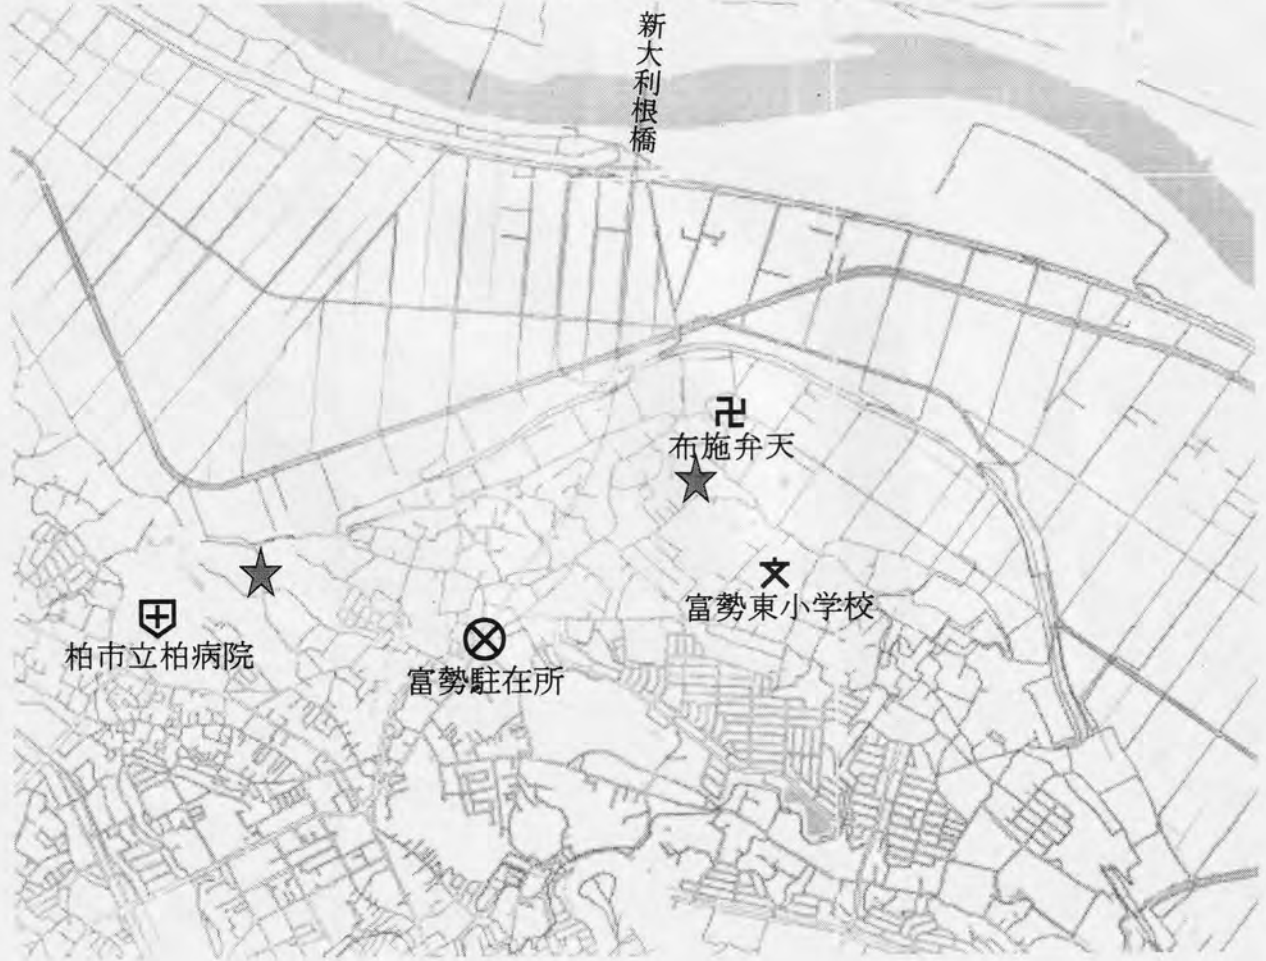 新大利根橋
布施弁天
富勢東小学校
柏市立柏病院
富勢駐在所